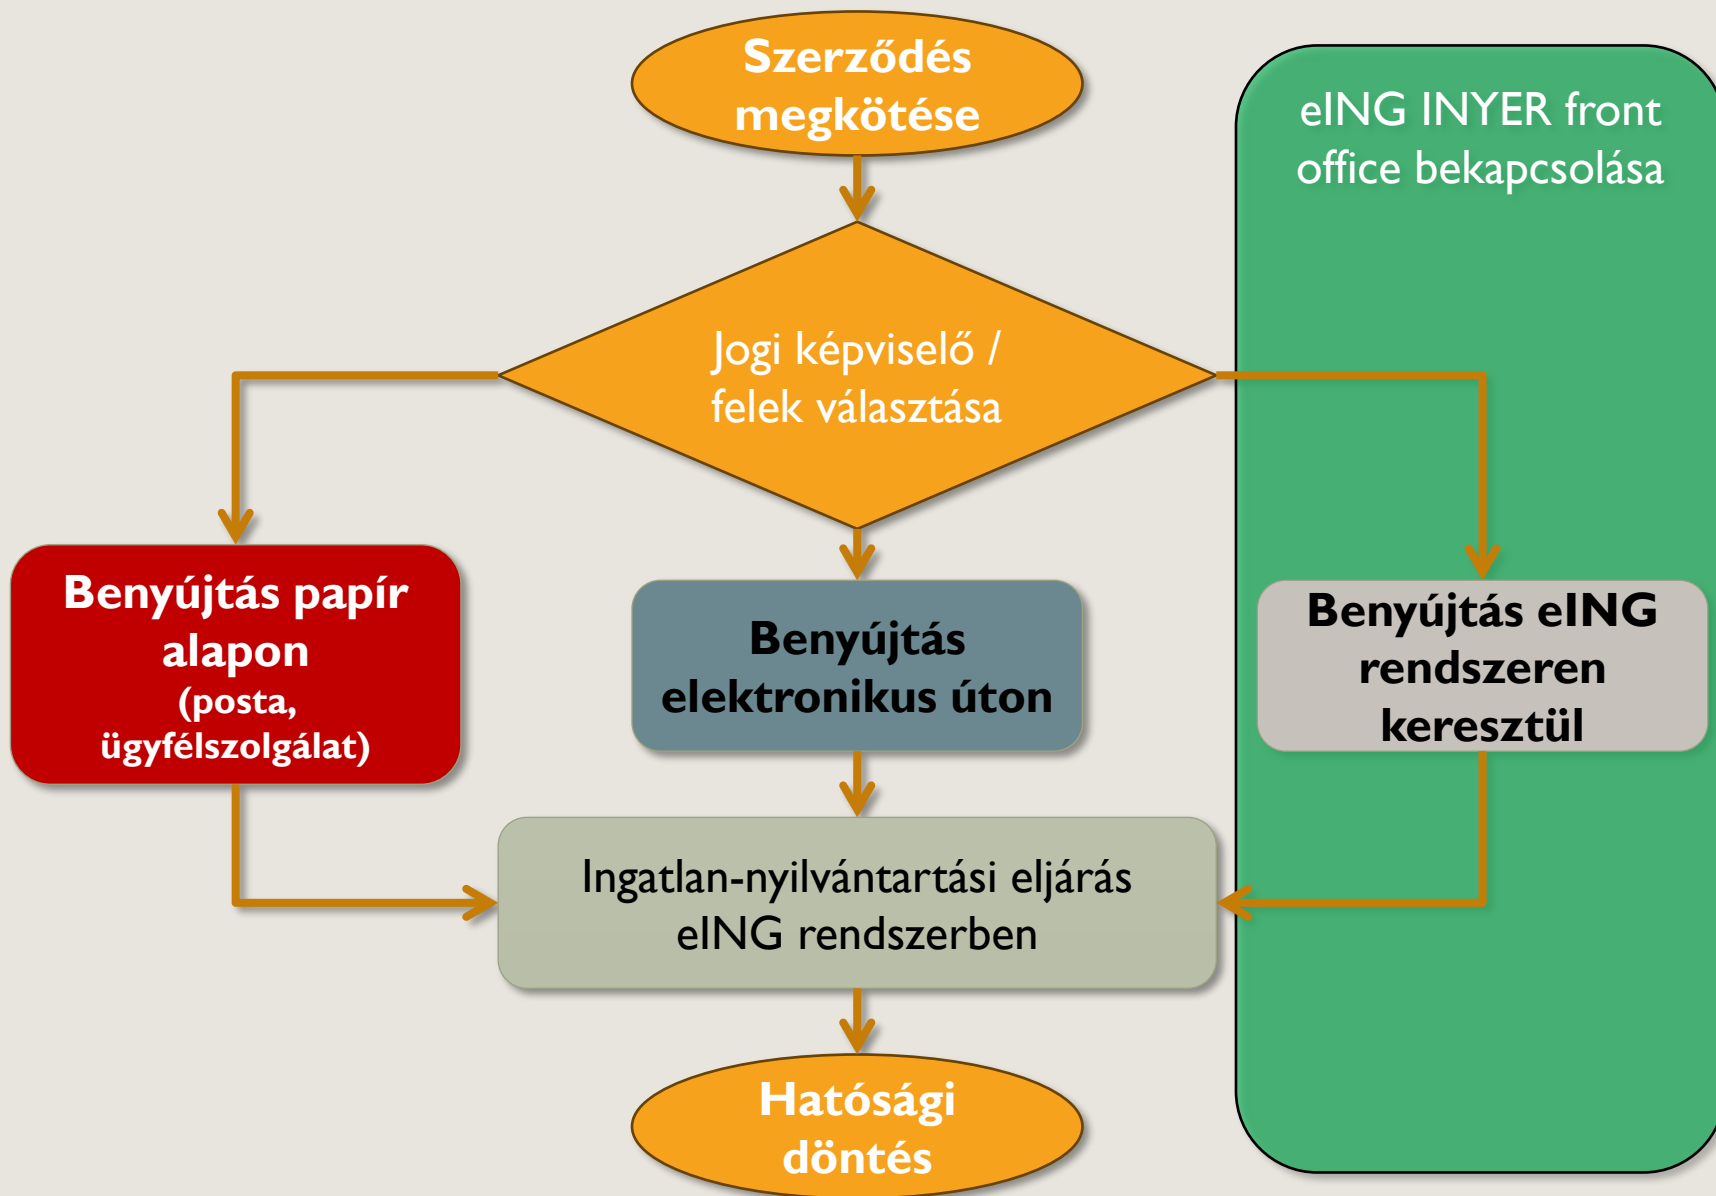 Szerződés
megkötése
eING INYER front
office bekapcsolása
Jogi képviselő /
felek választása
Benyújtás papír
alapon
(posta,
ügyfélszolgálat)
Benyújtás
elektronikus úton
Benyújtás eING
rendszeren
keresztül
Ingatlan-nyilvántartási eljárás
eING rendszerben
Hatósági
döntés